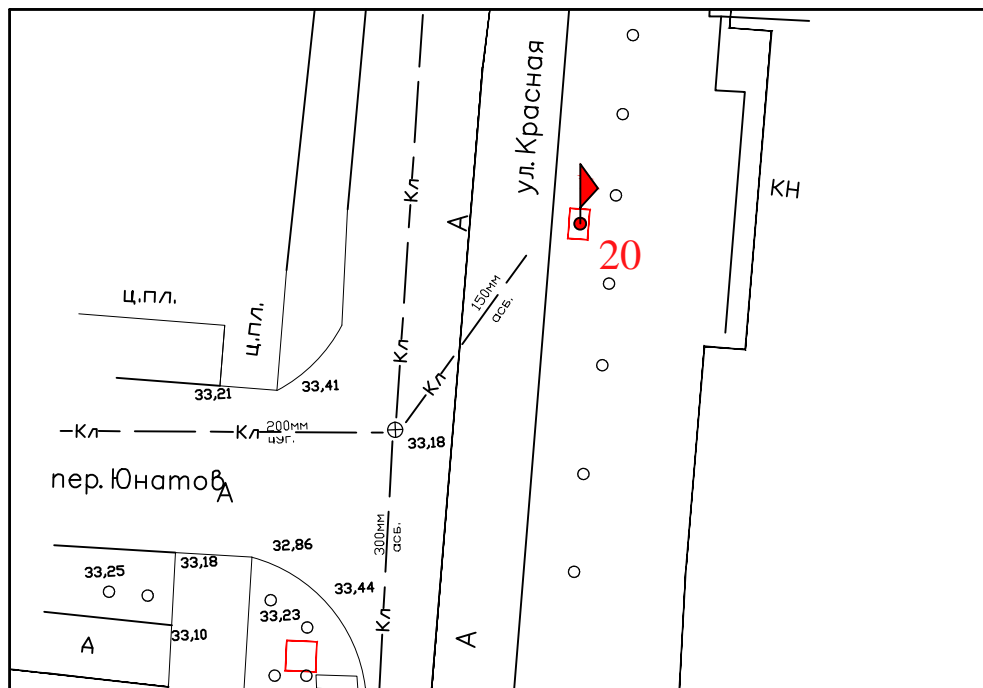 ул. Красная
Кл
КН
А
20
150мм
асб.
ц.пл.
ц.пл.
Кл
Кл
33,41
33,21
Кл
Кл
200мм
33,18
пер. Юнатов
А
300мм
асб.
32,86
33,18
33,25
33,44
33,23
Кл
33,10
А
А